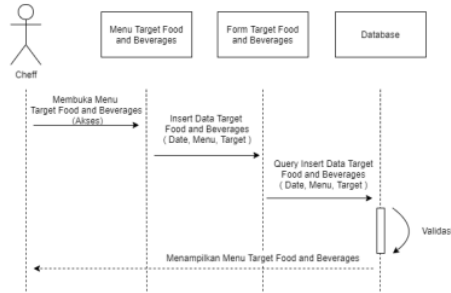 Menu Target Food
and Beverages
Form Target Food
and Beverages
Database
Cheff
Membuka Menu
Target Food and Beverages
(Akses)
Insert Data Target
Food and Beverages
( Date, Menu, Target )
Query Insert Data Target
Food and Beverages
( Date, Menu, Target )
Validas
Menampilkan Menu Target Food and Beverages